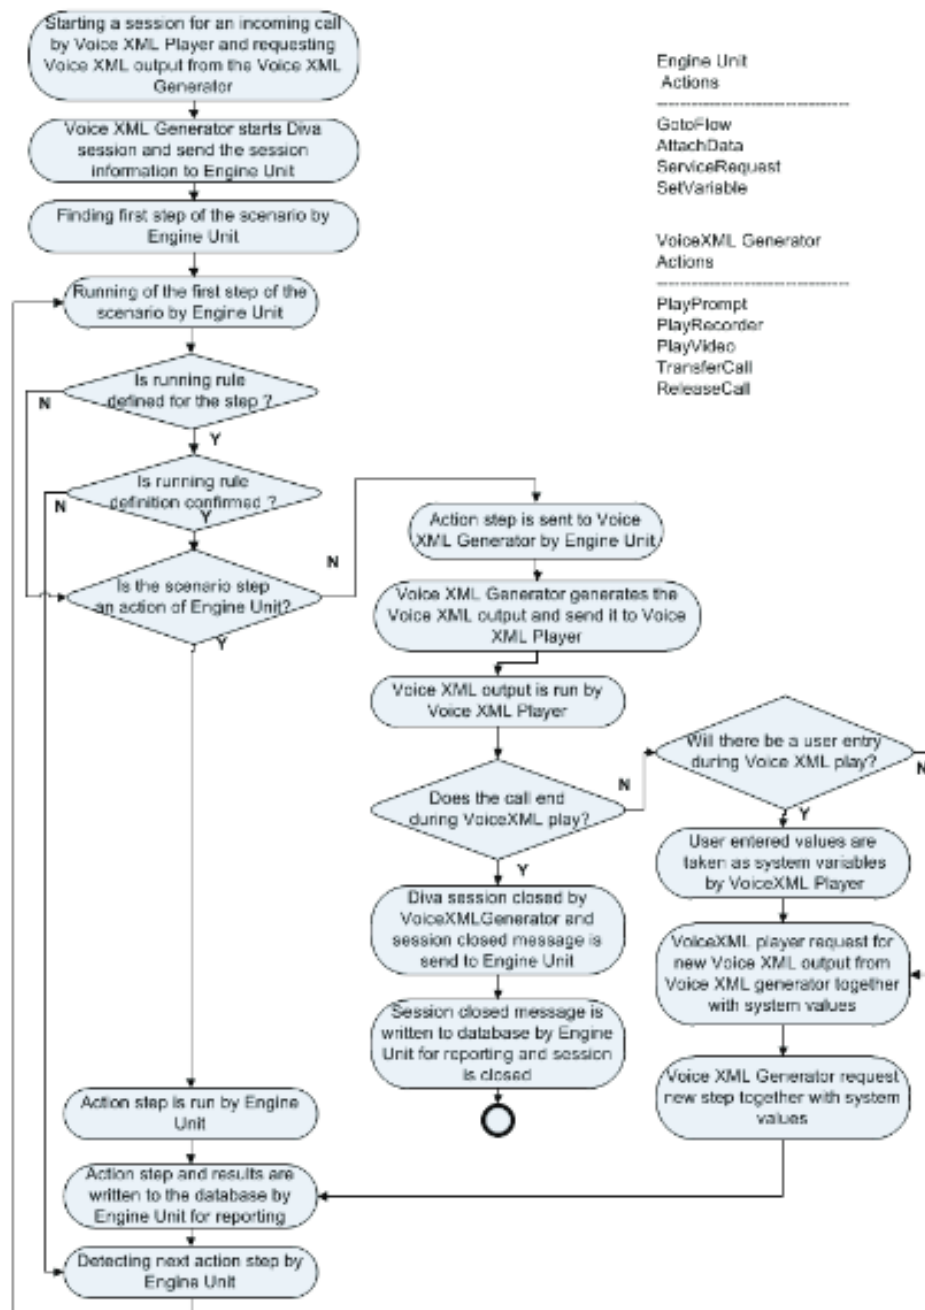 Starting a session for an incoming call
by Voice XML Player and requesting
Voice XML output from the Voice XML
Generator
Voice XML Generator starts Diva
session and send the session
information to Engine Unit
Finding first step of the scenario by
Engine Unit
Running of the first step of the
scenario by Engine Unit
Is running rule
defined for the step ?
N
Y
Is running rule
definition confirmed ?
N
Y
Is the scenario step
an action of Engine Unit?
N
Y
Engine Unit
Actions
---------------------------------------
GotoFlow
AttachData
ServiceRequest
SetVariable
VoiceXML Generator
Actions
---------------------------------------
PlayPrompt
PlayRecorder
PlayVideo
TransferCall
ReleaseCall
Action step is sent to Voice
XML Generator by Engine Unit
Voice XML Generator generates the
Voice XML output and send it to Voice
XML Player
Voice XML output is run by
Voice XML Player
Does the call end
during VoiceXML play?
N
Y
Diva session closed by
VoiceXMLGenerator and
session closed message is
send to Engine Unit
Session closed message is
written to database by Engine
Unit for reporting and session
is closed
Will there be a user entry
during Voice XML play?
N
Y
User entered values are
taken as system variables
by VoiceXML Player
VoiceXML player request for
new Voice XML output from
Voice XML generator together
with system values
Voice XML Generator request
new step together with system
values
Action step is run by Engine
Unit
Action step and results are
written to the database by
Engine Unit for reporting
Detecting next action step by
Engine Unit